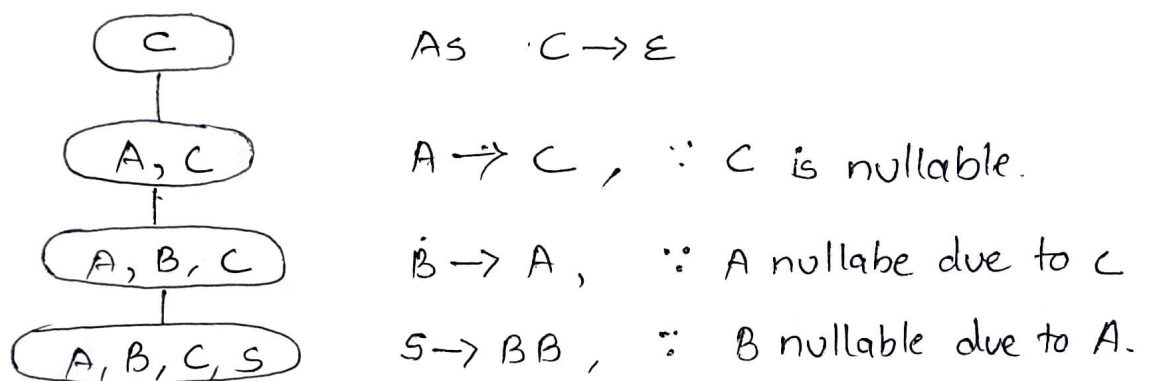 C As C → ε
A, C A → C, ∵ C is nullable.
A, B, C B → A, ∵ A nullabe due to C
A, B, C, S S → BB, ∵ B nullable due to A.